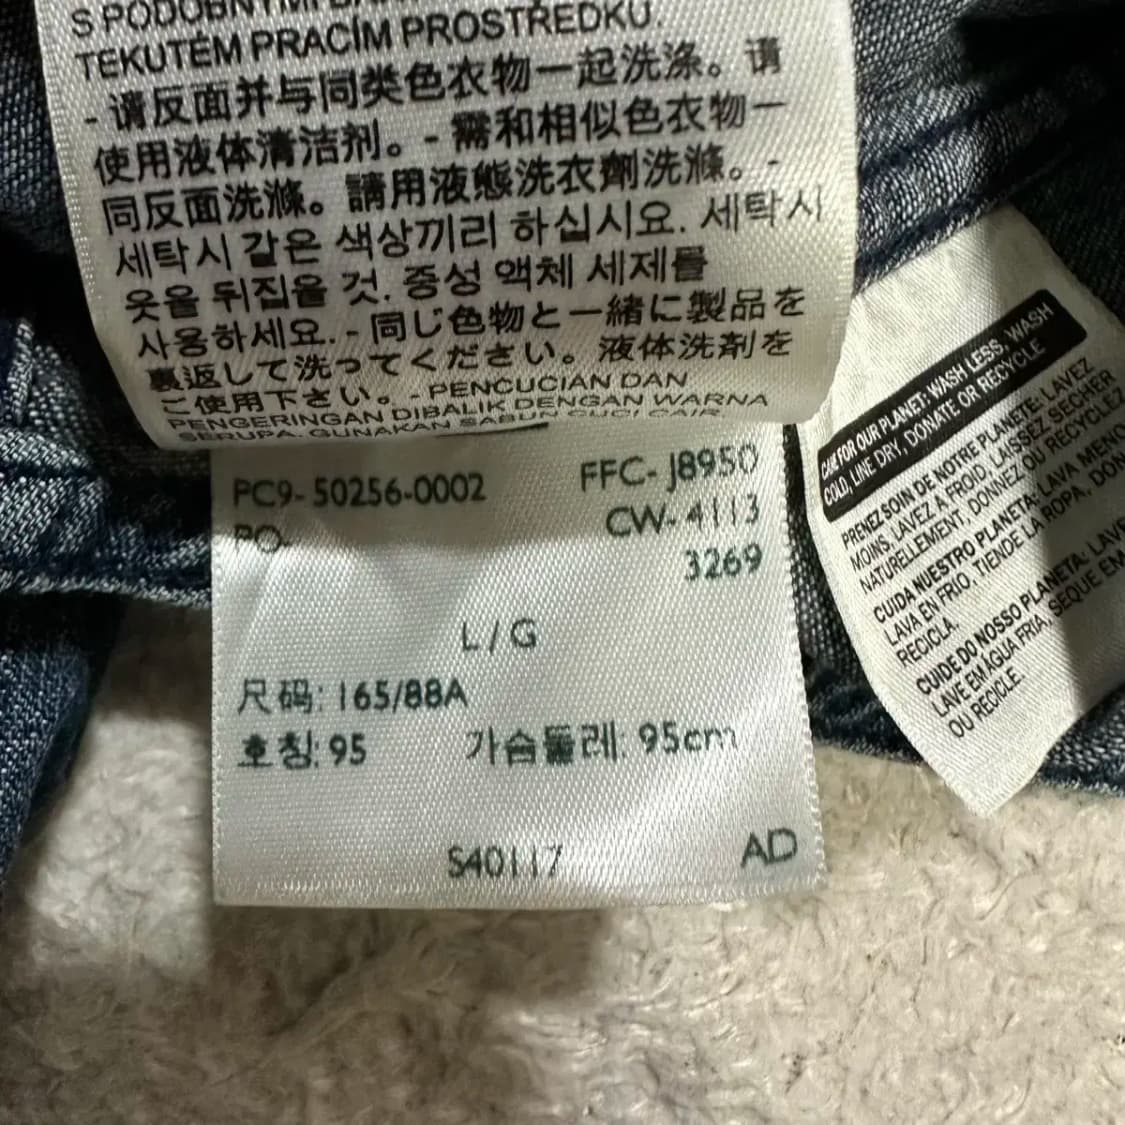 S PODOBNÝMI
TEKUTÉM PRACÍM PROSTŘEDKU.
- 请反面并与同类色衣物一起洗涤。请
使用液体清洁剂。- 需和相似色衣物一
同反面洗滌。請用液態洗衣劑洗滌。-
세탁시 같은 색상끼리 하십시요. 세탁시
옷을 뒤집을 것. 중성 액체 세제를
사용하세요. - 同じ色物と一緒に製品を
裏返して洗ってください。液体洗剤を
ご使用下さい。- PENCUCIAN DAN
PENGERINGAN DIBALIK DENGAN WARNA
SERUPA. GUNAKAN SABUN CUCI CAIR.
PC9-50256-0002
PO.
FFC- J8950
CW- 4113
3269
L/G
尺码: 165/88A
호칭: 95 가슴둘레: 95cm
S40117 AD
CARE FOR OUR PLANET: WASH LESS, WASH
COLD, LINE DRY, DONATE OR RECYCLE
PRENEZ SOIN DE NOTRE PLANÈTE: LAVEZ
MOINS, LAVEZ À FROID, LAISSEZ SÉCHER
NATURELLEMENT, DONNEZ OU RECYCLEZ
CUIDA NUESTRO PLANETA: LAVA MENO
LAVA EN FRIO, TIENDE LA ROPA, DON
RECICLA.
CUIDE DO NOSSO PLANETA: LAVE
LAVE EM ÁGUA FRIA, SEQUE EM
OU RECICLE.